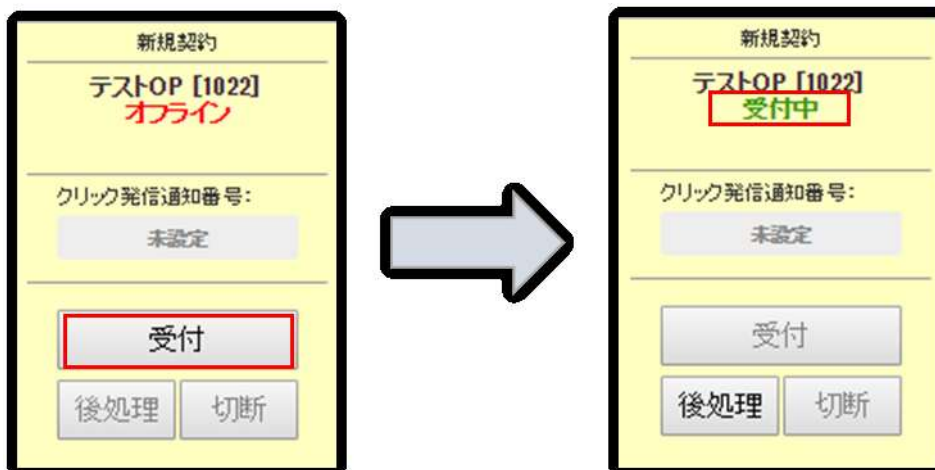 新規契約
テストOP [1022]
オフライン
クリック発信通知番号:
未設定
受付
後処理 切断
新規契約
テストOP [1022]
受付中
クリック発信通知番号:
未設定
受付
後処理 切断